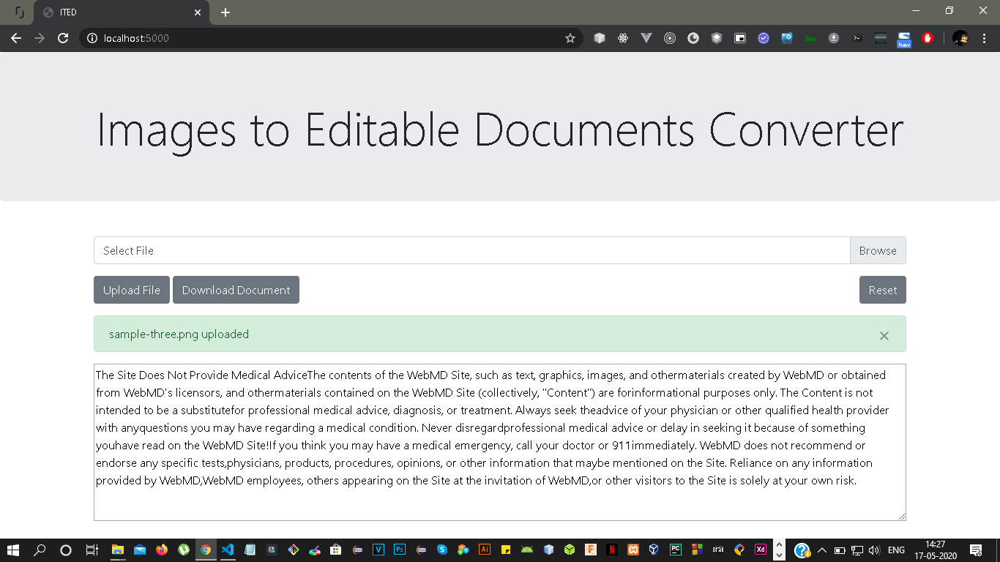 ITED
localhost:5000
New
Images to Editable Documents Converter
Select File
Browse
Upload File
Download Document
Reset
sample-three.png uploaded
The Site Does Not Provide Medical AdviceThe contents of the WebMD Site, such as text, graphics, images, and othermaterials created by WebMD or obtained
from WebMD's licensors, and othermaterials contained on the WebMD Site (collectively, "Content") are forinformational purposes only. The Content is not
intended to be a substitutefor professional medical advice, diagnosis, or treatment. Always seek theadvice of your physician or other qualified health provider
with anyquestions you may have regarding a medical condition. Never disregardprofessional medical advice or delay in seeking it because of something
youhave read on the WebMD Site!If you think you may have a medical emergency, call your doctor or 911immediately. WebMD does not recommend or
endorse any specific tests,physicians, products, procedures, opinions, or other information that maybe mentioned on the Site. Reliance on any information
provided by WebMD,WebMD employees, others appearing on the Site at the invitation of WebMD,or other visitors to the Site is solely at your own risk.
ENG
14:27
17-05-2020